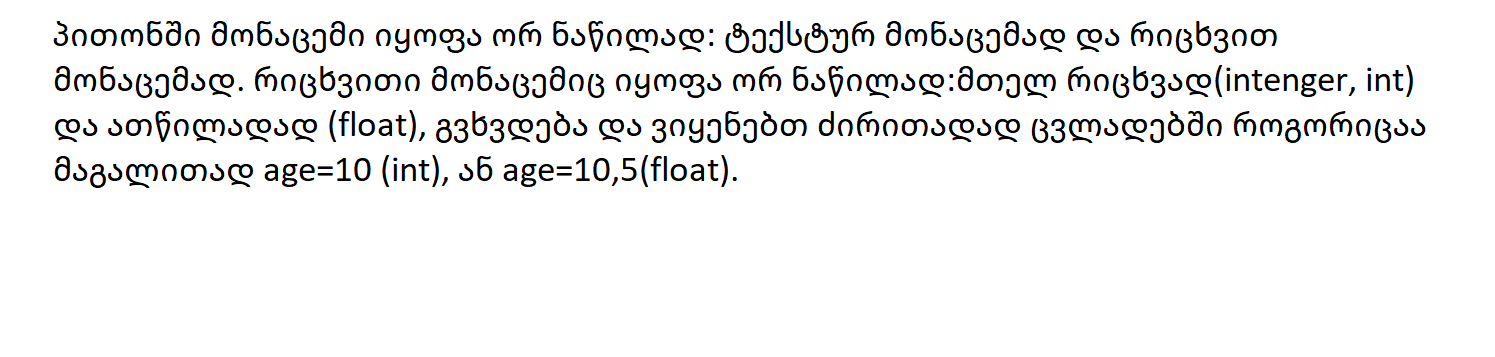 პითონში მონაცემი იყოფა ორ ნაწილად: ტექსტურ მონაცემად და რიცხვით
მონაცემად. რიცხვითი მონაცემიც იყოფა ორ ნაწილად:მთელ რიცხვად(intenger, int)
და ათწილადად (float), გვხვდება და ვიყენებთ ძირითადად ცვლადებში როგორიცაა
მაგალითად age=10 (int), ან age=10,5(float).